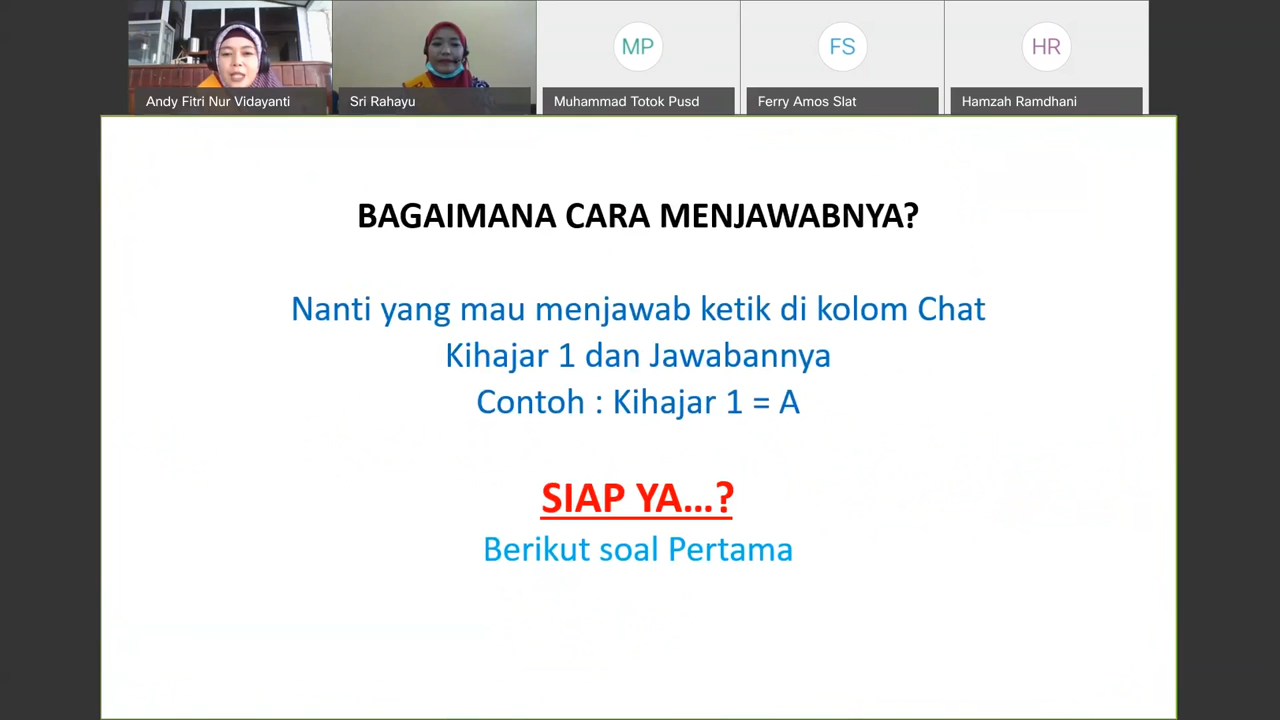 MP
FS
HR
Andy Fitri Nur Vidayanti
Sri Rahayu
Muhammad Totok Pusd
Ferry Amos Slat
Hamzah Ramdhani
BAGAIMANA CARA MENJAWABNYA?
Nanti yang mau menjawab ketik di kolom Chat
Kihajar 1 dan Jawabannya
Contoh : Kihajar 1 = A
SIAP YA...?
Berikut soal Pertama